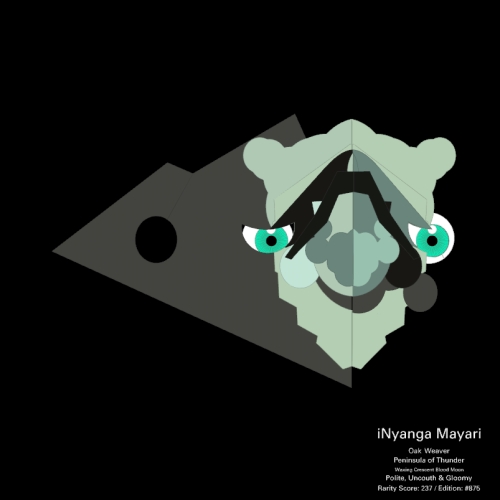 iNyanga Mayari
Oak Weaver
Peninsula of Thunder
Waxing Crescent Blood Moon
Polite, Uncouth & Gloomy
Rarity Score: 237 / Edition: #875